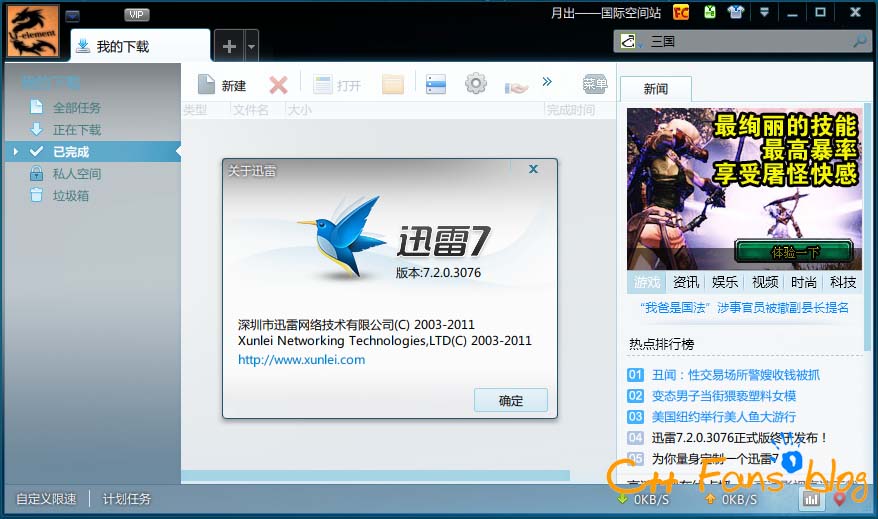 VIP
月出——国际空间站
FC
J-element
我的下载
三国
我的下载
全部任务
正在下载
已完成
私人空间
垃圾箱
新建
打开
菜单
类型
文件名
大小
完成时间
关于迅雷
迅雷7
版本:7.2.0.3076
深圳市迅雷网络技术有限公司(C) 2003-2011
Xunlei Networking Technologies,LTD(C) 2003-2011
http://www.xunlei.com
确定
新闻
最绚丽的技能
最高暴率
享受屠怪快感
体验一下
游戏 资讯 娱乐 视频 时尚 科技
“我爸是国法”涉事官员被撤副县长提名
热点排行榜
01 丑闻：性交易场所警嫂收钱被抓
02 变态男子当街猥亵塑料女模
03 美国纽约举行美人鱼大游行
04 迅雷7.2.0.3076正式版终于发布！
05 为你量身定制一个迅雷7
C++ Fans blog
自定义限速
计划任务
0KB/S
0KB/S